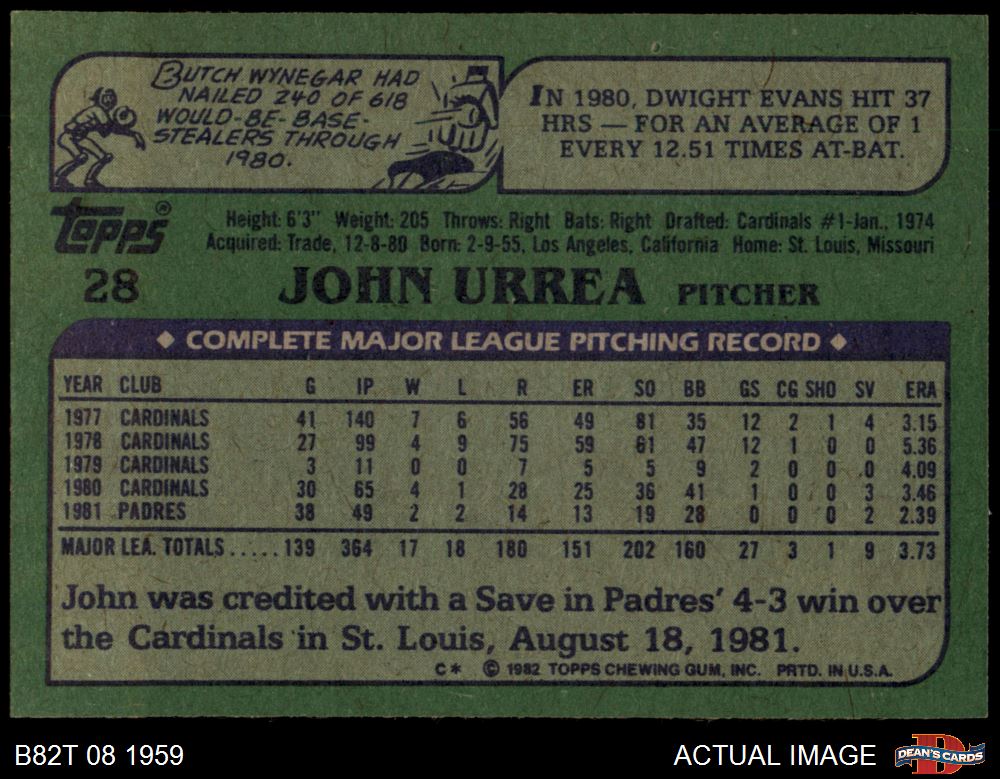 BUTCH WYNEGAR HAD
NAILED 240 OF 618
WOULD-BE-BASE-
STEALERS THROUGH
1980.
IN 1980, DWIGHT EVANS HIT 37
HRS — FOR AN AVERAGE OF 1
EVERY 12.51 TIMES AT-BAT.
Topps®
Height: 6'3" Weight: 205 Throws: Right Bats: Right Drafted: Cardinals #1-Jan., 1974
Acquired: Trade, 12-8-80 Born: 2-9-55, Los Angeles, California Home: St. Louis, Missouri
28 JOHN URREA PITCHER
◆ COMPLETE MAJOR LEAGUE PITCHING RECORD ◆
YEAR CLUB G IP W L R ER SO BB GS CG SHO SV ERA
1977 CARDINALS 41 140 7 6 56 49 81 35 12 2 1 4 3.15
1978 CARDINALS 27 99 4 9 75 59 61 47 12 1 0 0 5.36
1979 CARDINALS 3 11 0 0 7 5 5 9 2 0 0 0 4.09
1980 CARDINALS 30 65 4 1 28 25 36 41 1 0 0 3 3.46
1981 PADRES 38 49 2 2 14 13 19 28 0 0 0 2 2.39
MAJOR LEA. TOTALS.....139 364 17 18 180 151 202 160 27 3 1 9 3.73
John was credited with a Save in Padres' 4-3 win over
the Cardinals in St. Louis, August 18, 1981.
C* © 1982 TOPPS CHEWING GUM, INC. PRTD. IN U.S.A.
B82T 08 1959
ACTUAL IMAGE
DEAN'S CARDS